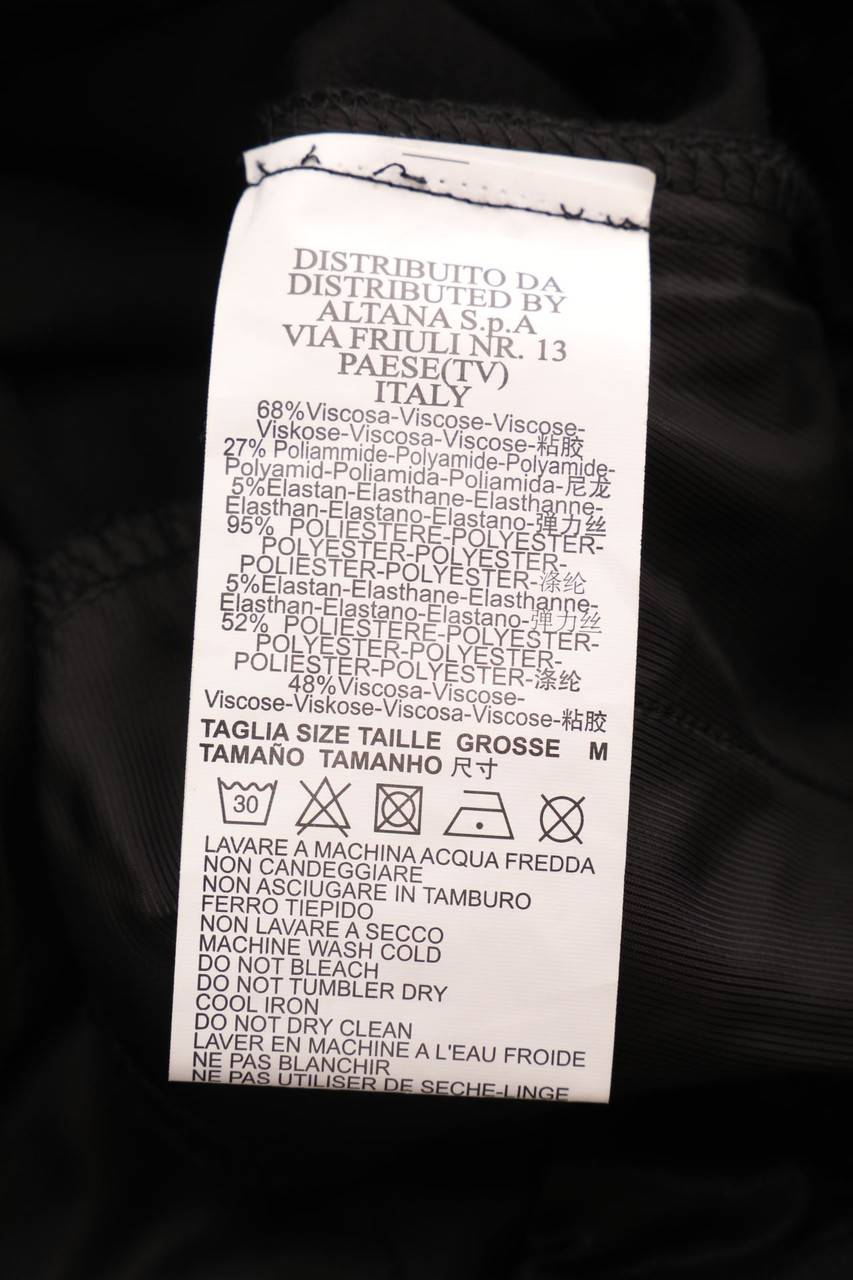 DISTRIBUITO DA
DISTRIBUTED BY
ALTANA S.p.A
VIA FRIULI NR. 13
PAESE(TV)
ITALY
68%Viscosa-Viscose-Viscose-
Viskose-Viscosa-Viscose-粘胶
27% Poliammide-Polyamide-Polyamide-
Polyamid-Poliamida-Poliamida-尼龙
5%Elastan-Elasthane-Elasthanne-
Elasthan-Elastano-Elastano-弹力丝
95% POLIESTERE-POLYESTER-
POLYESTER-POLYESTER-
POLIESTER-POLYESTER-涤纶
5%Elastan-Elasthane-Elasthanne-
Elasthan-Elastano-Elastano-弹力丝
52% POLIESTERE-POLYESTER-
POLYESTER-POLYESTER-
POLIESTER-POLYESTER-涤纶
48%Viscosa-Viscose-
Viscose-Viskose-Viscosa-Viscose-粘胶
TAGLIA SIZE TAILLE GROSSE M
TAMAÑO TAMANHO 尺寸
30
LAVARE A MACHINA ACQUA FREDDA
NON CANDEGGIARE
NON ASCIUGARE IN TAMBURO
FERRO TIEPIDO
NON LAVARE A SECCO
MACHINE WASH COLD
DO NOT BLEACH
DO NOT TUMBLER DRY
COOL IRON
DO NOT DRY CLEAN
LAVER EN MACHINE A L'EAU FROIDE
NE PAS BLANCHIR
NE PAS UTILISER DE SECHE-LINGE